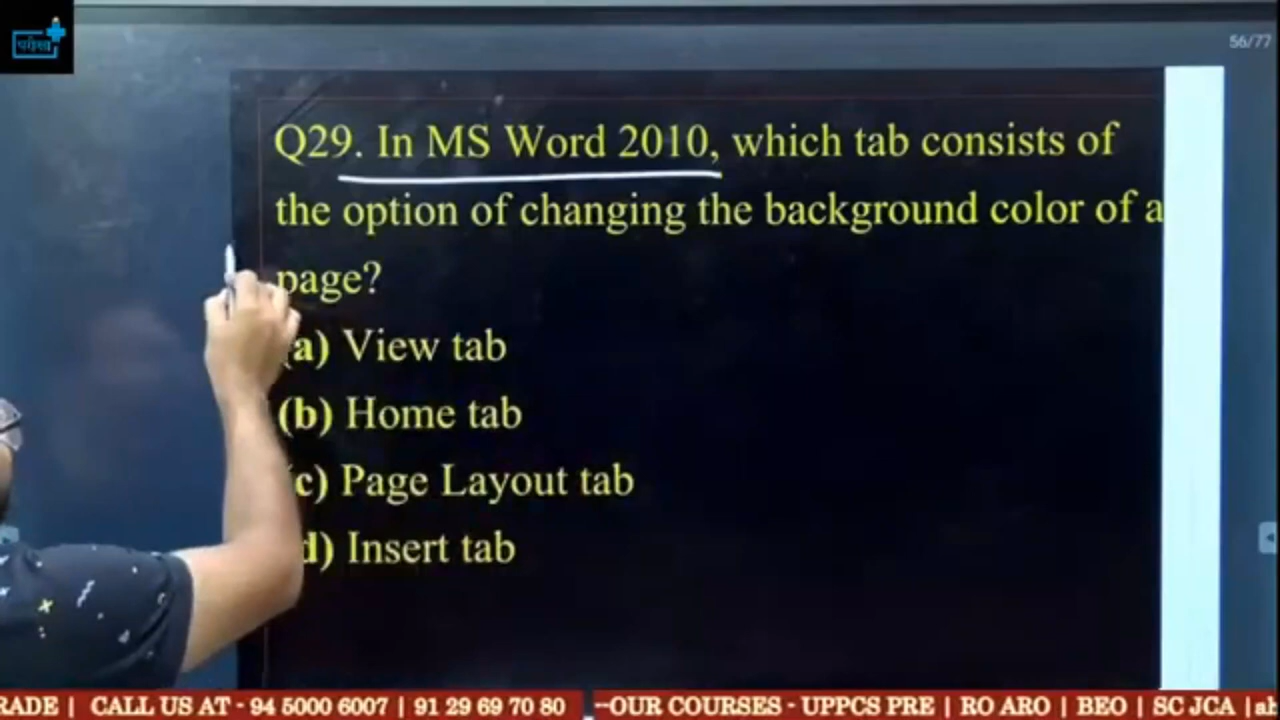 परीक्षा
56/77
Q29. In MS Word 2010, which tab consists of
the option of changing the background color of a
page?
(a) View tab
(b) Home tab
(c) Page Layout tab
(d) Insert tab
RADE | CALL US AT - 94 5000 6007 | 91 29 69 70 80 --OUR COURSES - UPPCS PRE | RO ARO | BEO | SC JCA |